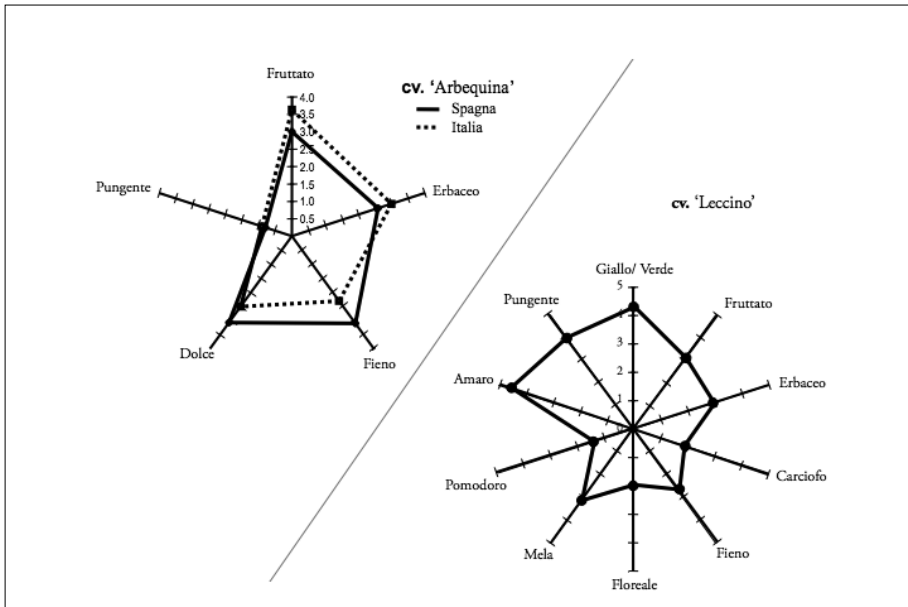 Fruttato
4.0
3.5
3.0
2.5
2.0
1.5
1.0
0.5
Erbaceo
Fieno
Dolce
Pungente
cv. ‘Arbequina’
Spagna
Italia
cv. ‘Leccino’
Giallo/ Verde
5
4
3
2
1
Fruttato
Erbaceo
Carciofo
Fieno
Floreale
Mela
Pomodoro
Amaro
Pungente